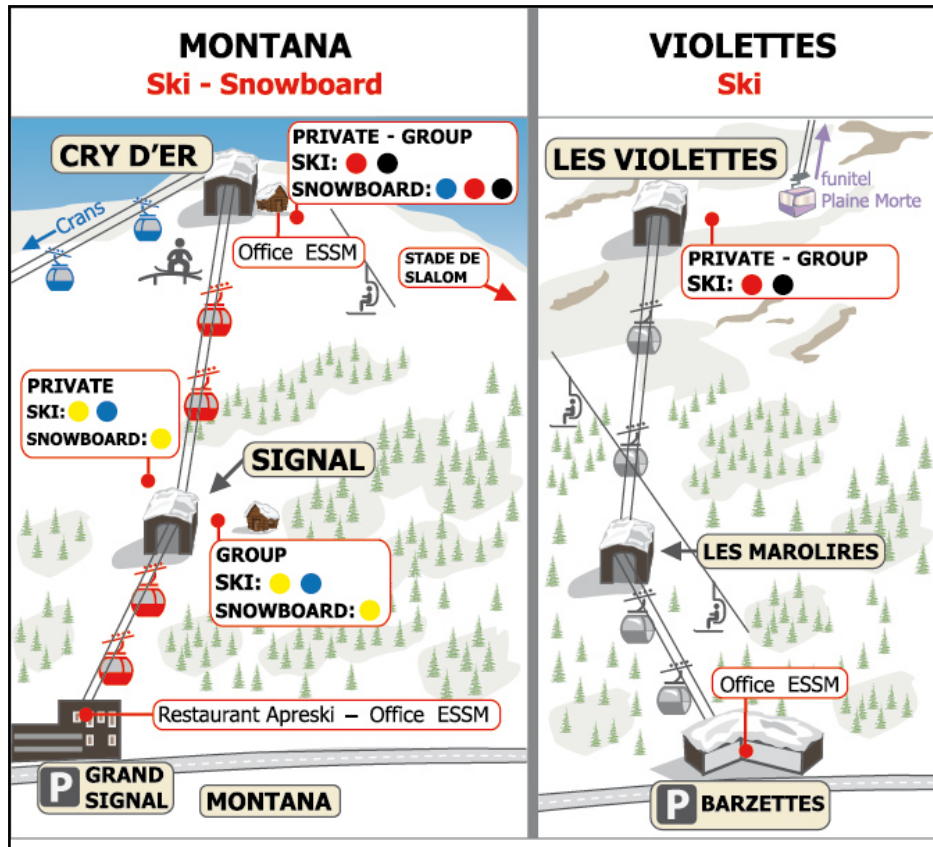 MONTANA
Ski - Snowboard
CRY D'ER
PRIVATE - GROUP
SKI:
SNOWBOARD:
Crans
Office ESSM
STADE DE
SLALOM
PRIVATE
SKI:
SNOWBOARD:
SIGNAL
GROUP
SKI:
SNOWBOARD:
Restaurant Apreski – Office ESSM
P
GRAND
SIGNAL
MONTANA
VIOLETTES
Ski
LES VIOLETTES
funitel
Plaine Morte
PRIVATE - GROUP
SKI:
LES MAROLIRES
Office ESSM
P
BARZETTES